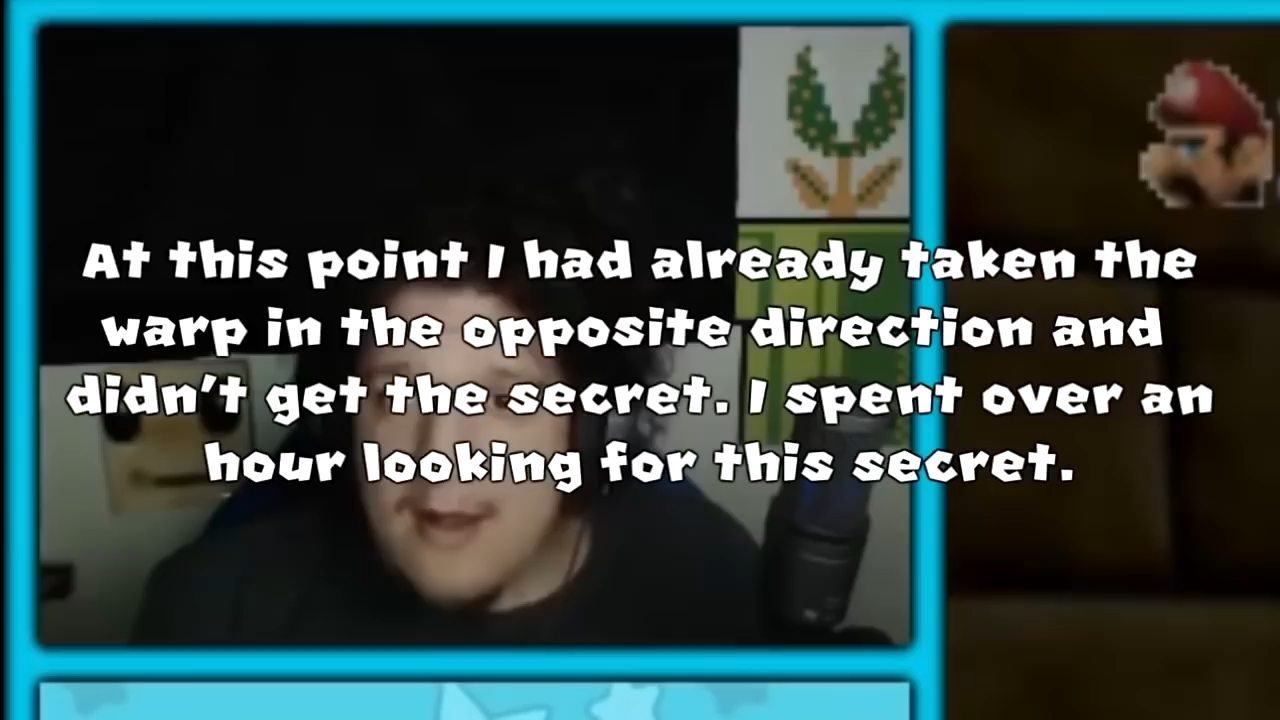 At this point I had already taken the
warp in the opposite direction and
didn't get the secret. I spent over an
hour looking for this secret.